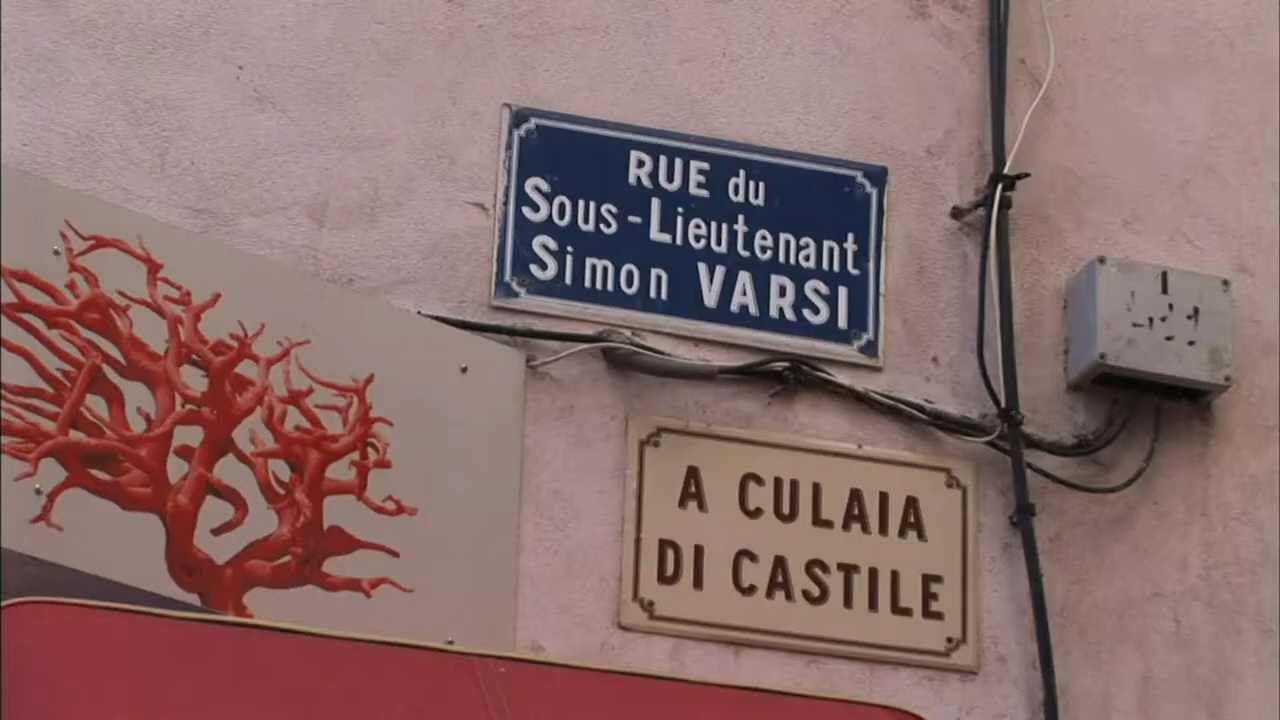 RUE du
Sous-Lieutenant
Simon VARSI
A CULAIA
DI CASTILE